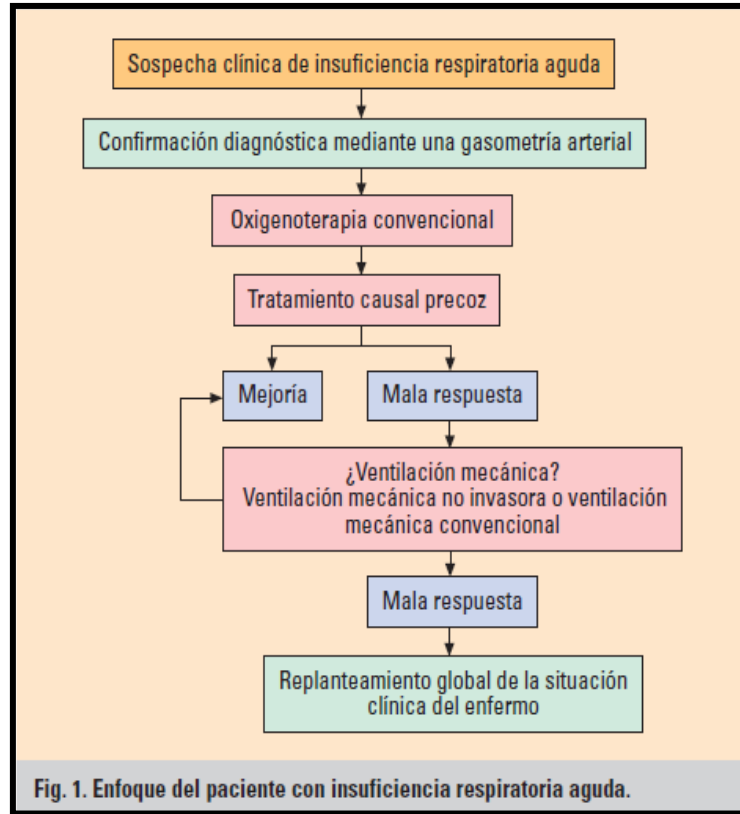 Sospecha clínica de insuficiencia respiratoria aguda
Confirmación diagnóstica mediante una gasometría arterial
Oxigenoterapia convencional
Tratamiento causal precoz
Mejoría
Mala respuesta
¿Ventilación mecánica?
Ventilación mecánica no invasora o ventilación
mecánica convencional
Mala respuesta
Replanteamiento global de la situación
clínica del enfermo
Fig. 1. Enfoque del paciente con insuficiencia respiratoria aguda.